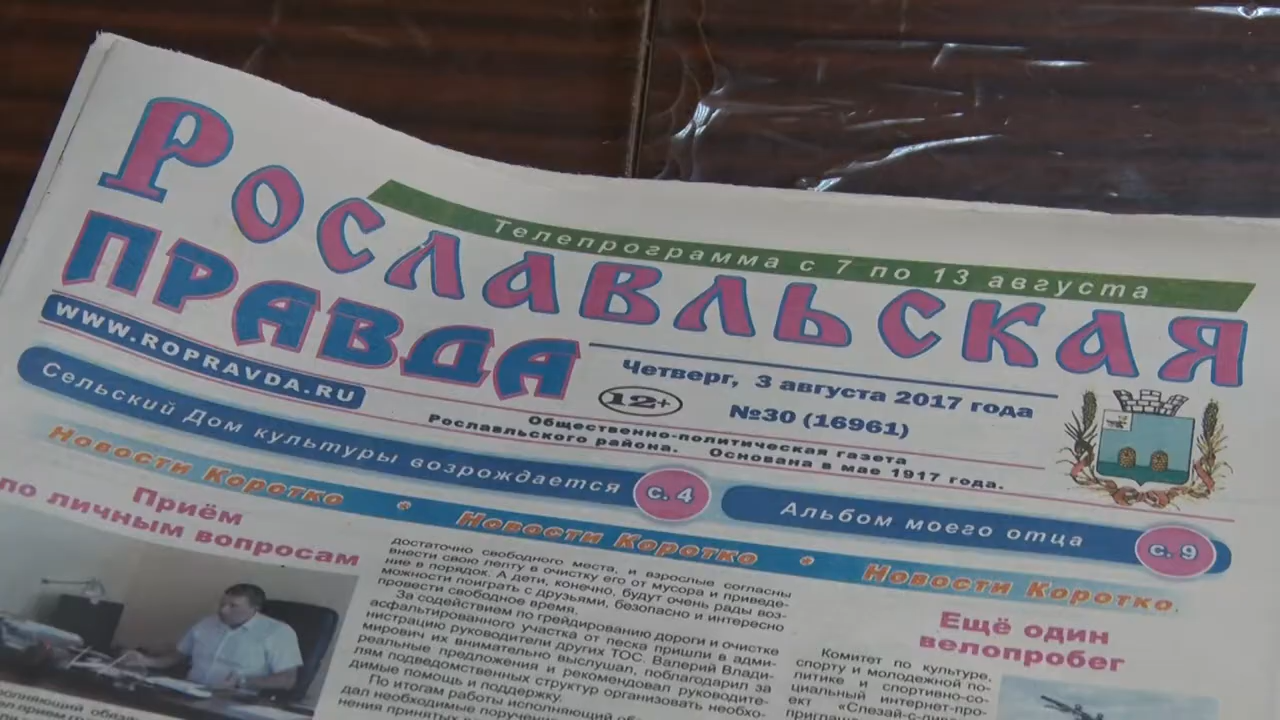 Телепрограмма с 7 по 13 августа
Рославльская
ПРАВДА
WWW.ROPRAVDA.RU
Четверг, 3 августа 2017 года
12+
№30 (16961)
Общественно-политическая газета
Рославльского района. Основана в мае 1917 года.
Сельский Дом культуры возрождается с. 4
Альбом моего отца с. 9
Новости Коротко * Новости Коротко * Новости Коротко
Приём
по личным вопросам
достаточно свободного места, и взрослые согласны
внести свою лепту в очистку его от мусора и приведе-
ние в порядок. А дети, конечно, будут очень рады воз-
можности поиграть с друзьями, безопасно и интересно
провести свободное время.
За содействием по грейдированию дороги и очистке
асфальтированного участка от песка пришли в адми-
нистрацию руководители других ТОС. Валерий Влади-
мирович их внимательно выслушал, поблагодарил за
реальные предложения и рекомендовал руководите-
лям подведомственных структур организовать необхо-
димые помощь и поддержку.
По итогам работы исполняющий
дал необходимые
принятых
Ещё один
велопробег
Комитет по культуре,
спорту и молодежной по-
литике и спортивно-со-
циальный интернет-про-
ект «Слезай-с-див